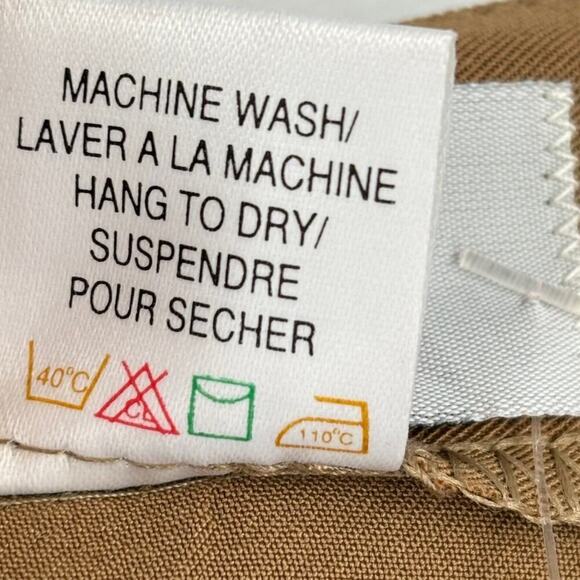 MACHINE WASH/
LAVER A LA MACHINE
HANG TO DRY/
SUSPENDRE
POUR SECHER
40°C CL 110°C